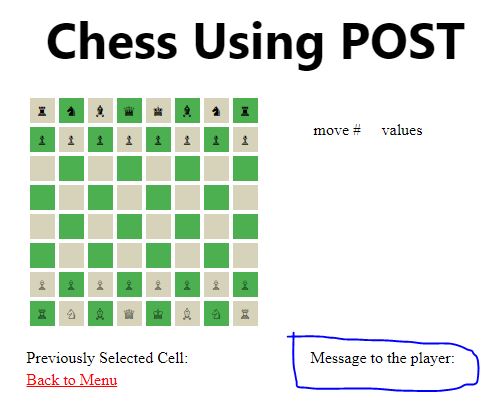 Chess Using POST
move # values
Previously Selected Cell:
Message to the player:
Back to Menu